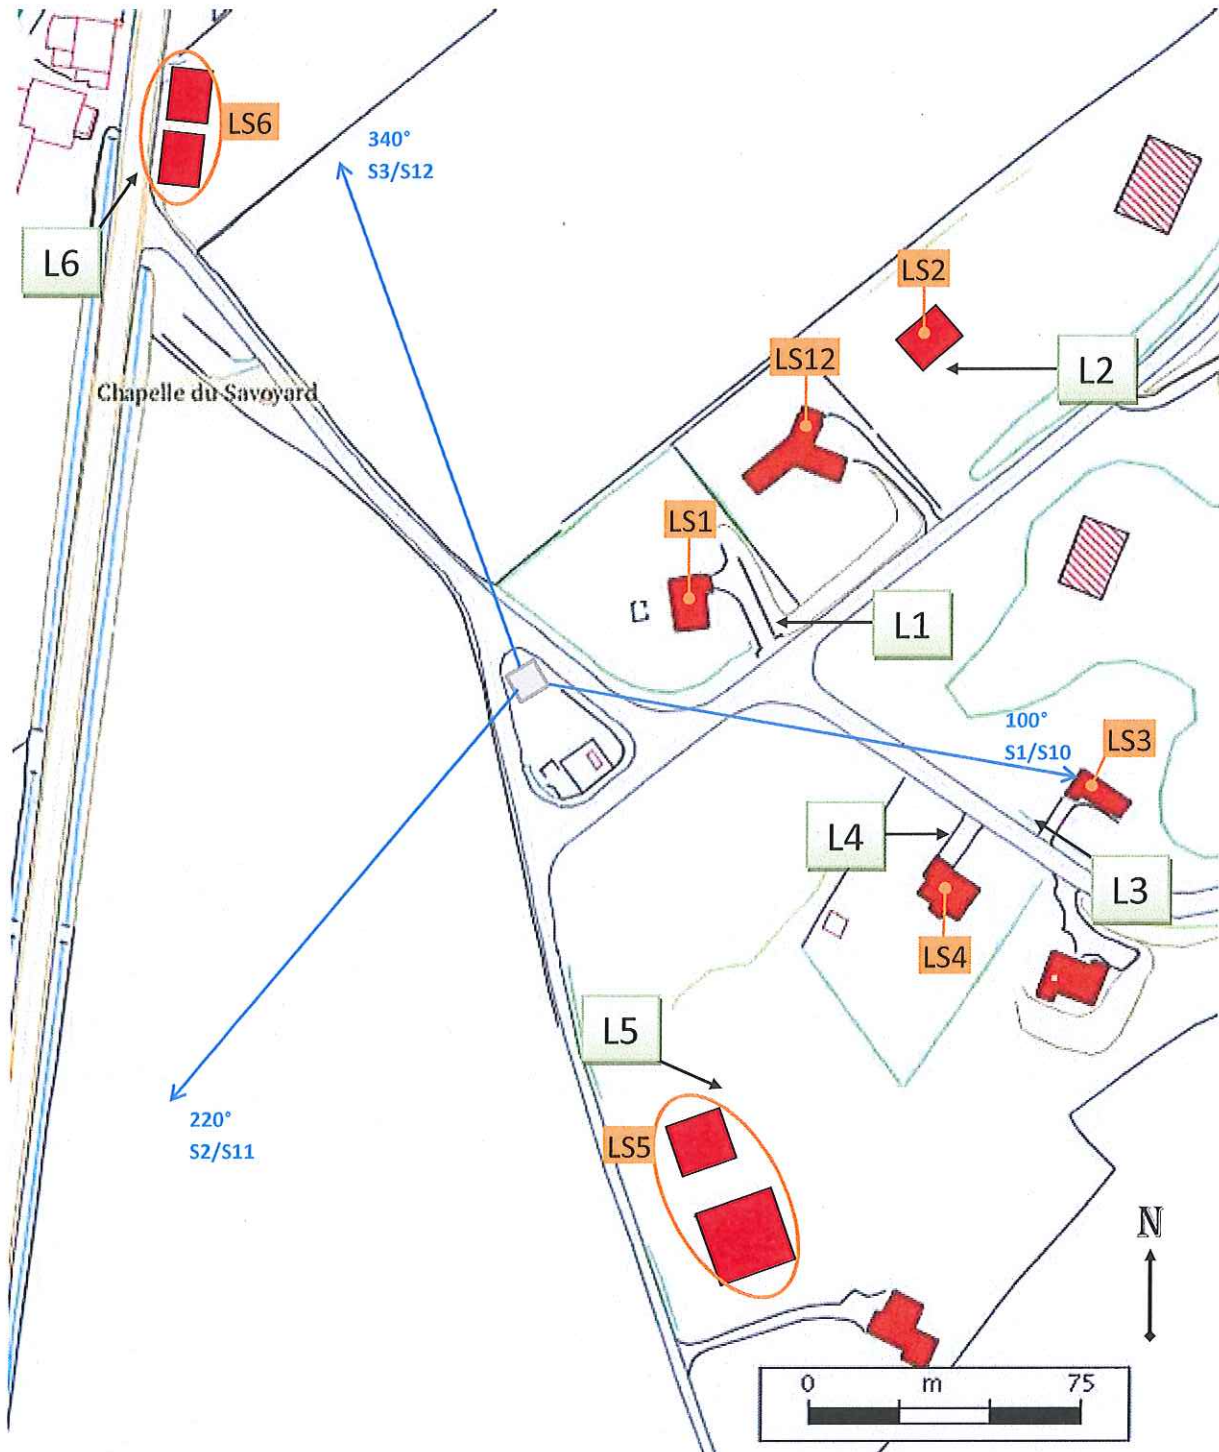 LS6
340°
S3/S12
L6
LS2
LS12
L2
Chapelle du Savoyard
LS1
L1
100°
S1/S10
LS3
L4
L3
LS4
L5
220°
S2/S11
LS5
N
0 m 75